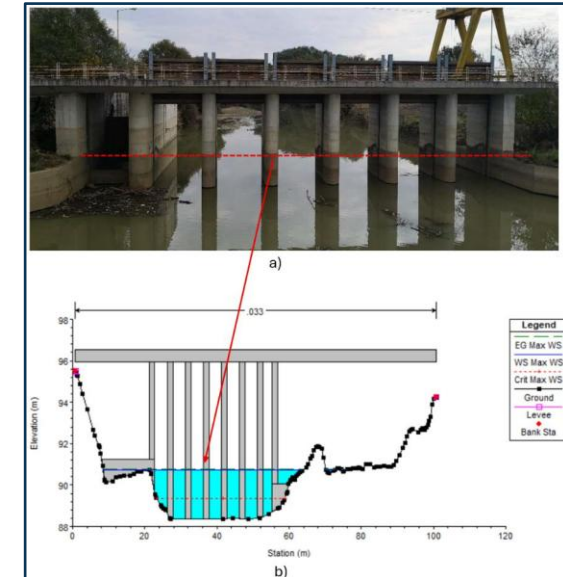 a)
.033
98
96
94
92
90
88
0
20
40
60
80
100
120
Elevation (m)
Station (m)
Legend
EG Max WS
WS Max WS
Crit Max WS
Ground
Levee
Bank Sta
b)